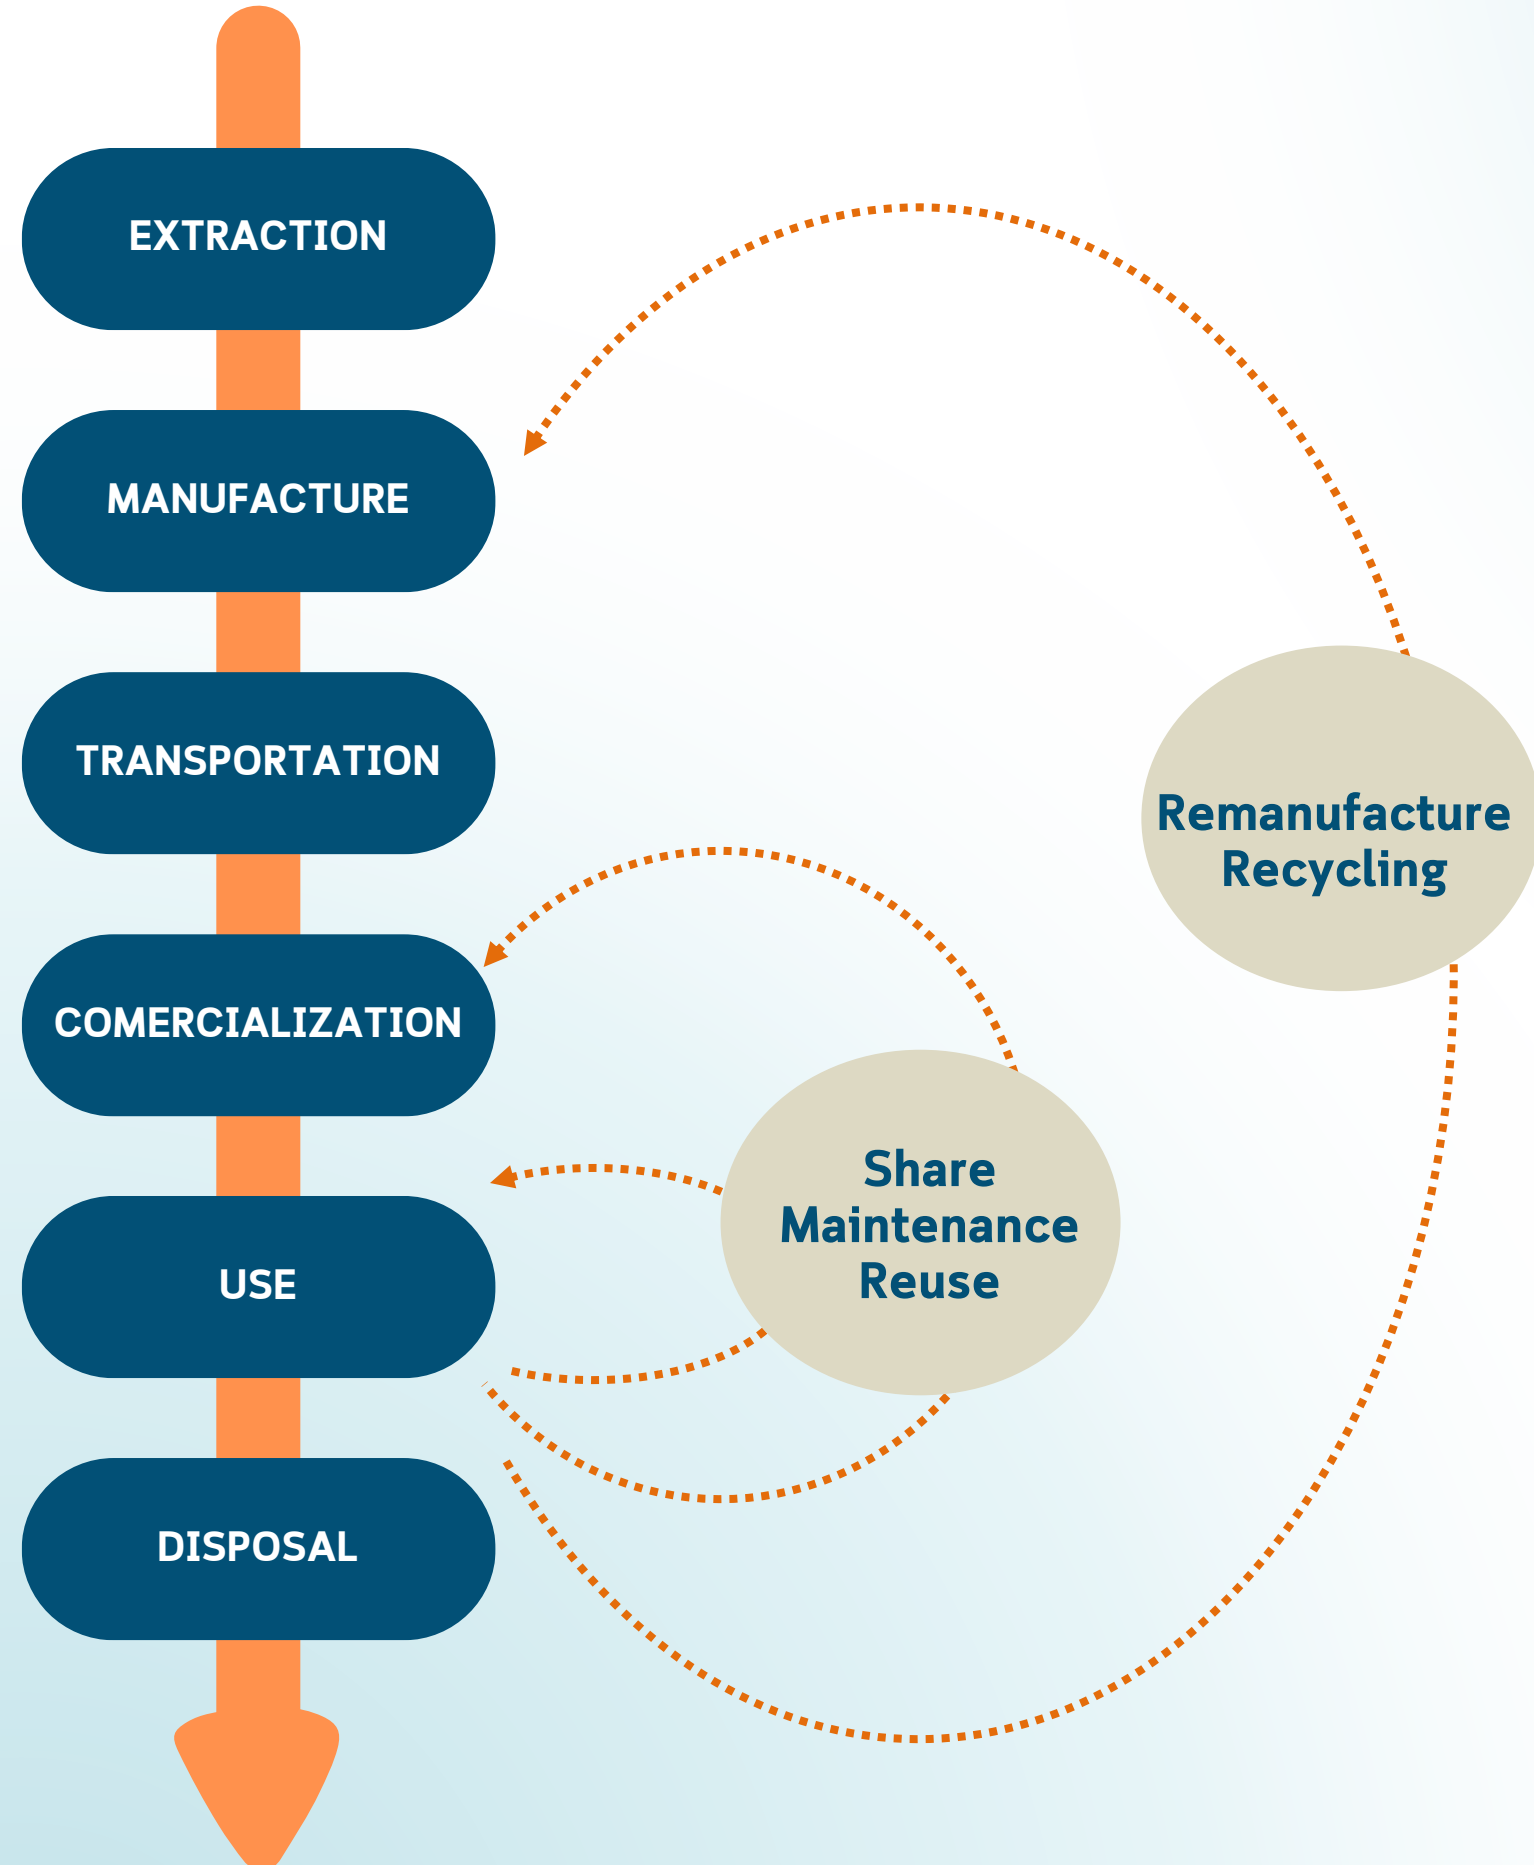 EXTRACTION
MANUFACTURE
TRANSPORTATION
COMERCIALIZATION
USE
DISPOSAL
Remanufacture
Recycling
Share
Maintenance
Reuse